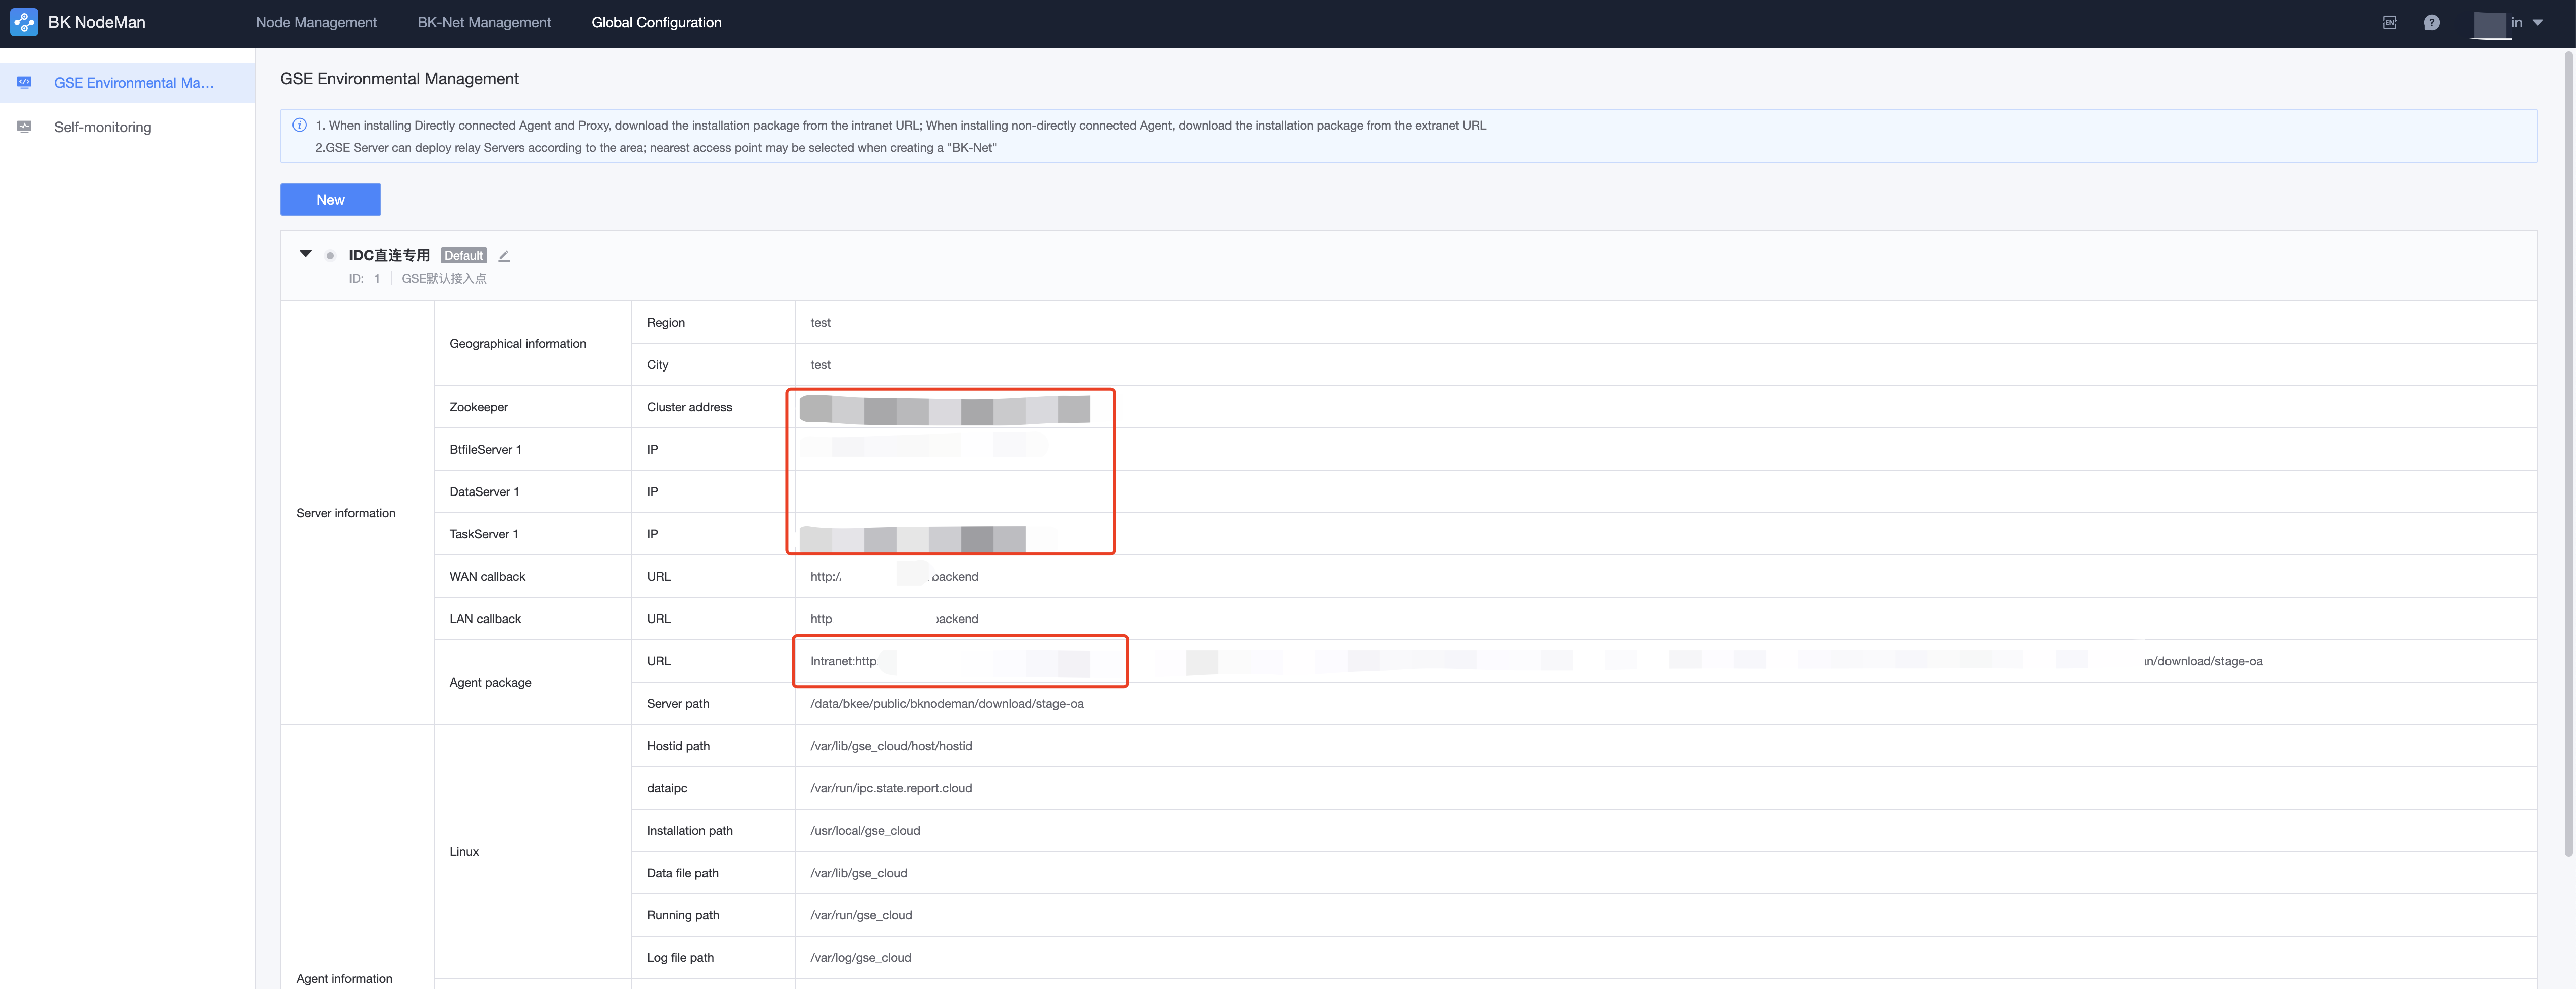 BK NodeMan
Node Management
BK-Net Management
Global Configuration
EN
?
in
GSE Environmental Ma...
Self-monitoring
GSE Environmental Management
1. When installing Directly connected Agent and Proxy, download the installation package from the intranet URL; When installing non-directly connected Agent, download the installation package from the extranet URL
2.GSE Server can deploy relay Servers according to the area; nearest access point may be selected when creating a "BK-Net"
New
IDC直连专用 Default
ID: 1 GSE默认接入点
Server information
Geographical information
Region test
City test
Zookeeper Cluster address
BtfileServer 1 IP
DataServer 1 IP
TaskServer 1 IP
WAN callback URL http:/ backend
LAN callback URL http backend
Agent package
URL Intranet:http /download/stage-oa
Server path /data/bkee/public/bknodeman/download/stage-oa
Agent information
Linux
Hostid path /var/lib/gse_cloud/host/hostid
dataipc /var/run/ipc.state.report.cloud
Installation path /usr/local/gse_cloud
Data file path /var/lib/gse_cloud
Running path /var/run/gse_cloud
Log file path /var/log/gse_cloud